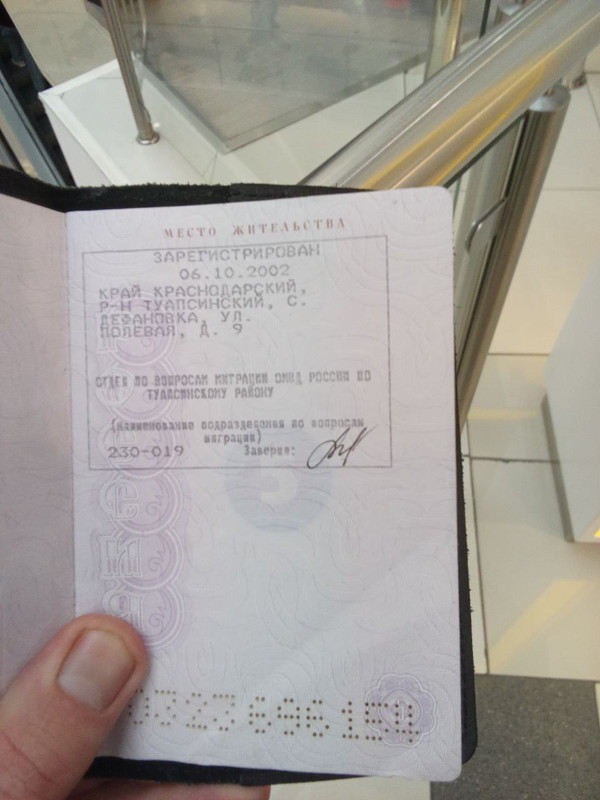 МЕСТО ЖИТЕЛЬСТВА
ЗАРЕГИСТРИРОВАН
06.10.2002
КРАЙ КРАСНОДАРСКИЙ,
Р-Н ТУАПСИНСКИЙ, С.
ДЕФАНОВКА, УЛ.
ПОЛЕВАЯ, Д. 9
ОТДЕЛ ПО ВОПРОСАМ МИГРАЦИИ ОМВД РОССИИ ПО
ТУАПСИНСКОМУ РАЙОНУ
(наименование подразделения по вопросам
миграции)
230-019 Заверил: